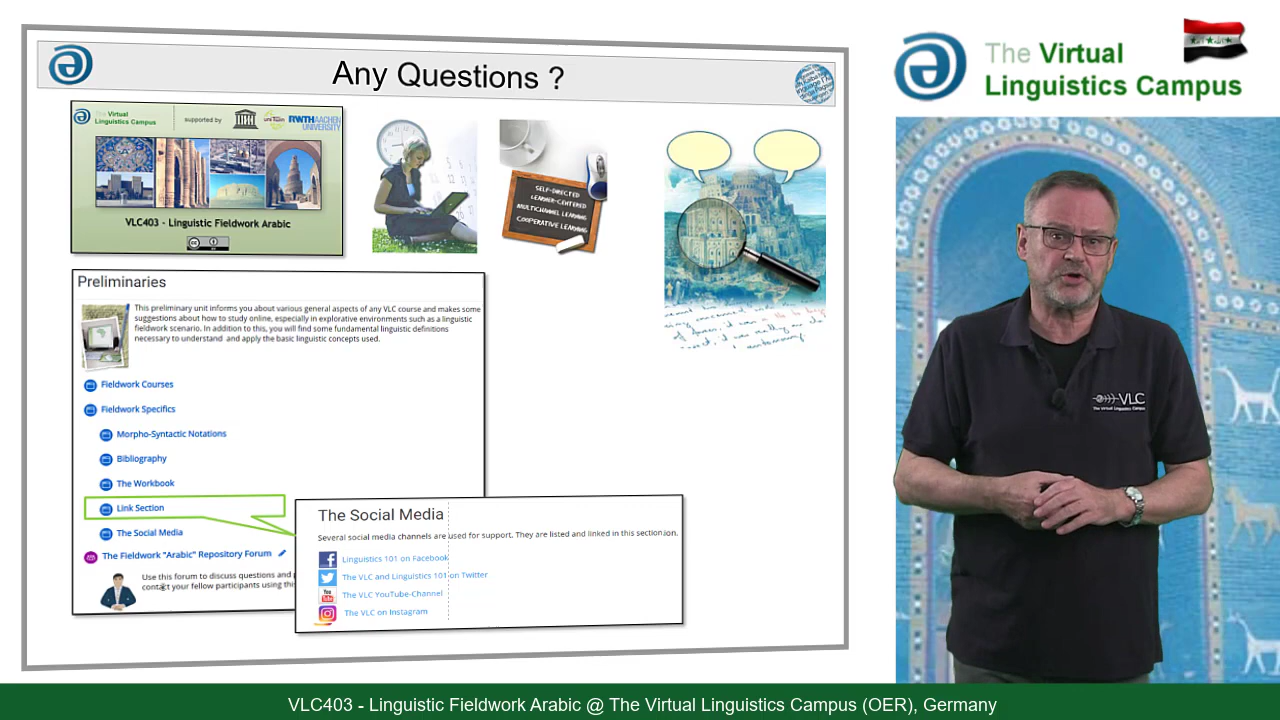 Any Questions ?
The Virtual
Linguistics Campus
The Virtual
Linguistics Campus
supported by
RWTHAACHEN
UNIVERSITY
VLC403 - Linguistic Fieldwork Arabic
SELF-DIRECTED
LEARNER-CENTERED
MULTICHANNEL LEARNING
COOPERATIVE LEARNING
Preliminaries
This preliminary unit informs you about various general aspects of any VLC course and makes some
suggestions about how to study online, especially in explorative environments such as a linguistic
fieldwork scenario. In addition to this, you will find some fundamental linguistic definitions
necessary to understand and apply the basic linguistic concepts used.
Fieldwork Courses
Fieldwork Specifics
Morpho-Syntactic Notations
Bibliography
The Workbook
Link Section
The Social Media
The Fieldwork "Arabic" Repository Forum
Use this forum to discuss questions and
contact your fellow participants using
The Social Media
Several social media channels are used for support. They are listed and linked in this section.ion.
Linguistics 101 on Facebook
The VLC and Linguistics 101 on Twitter
You Tube
The VLC YouTube-Channel
The VLC on Instagram
VLC
The Virtual Linguistics Campus
VLC403 - Linguistic Fieldwork Arabic @ The Virtual Linguistics Campus (OER), Germany